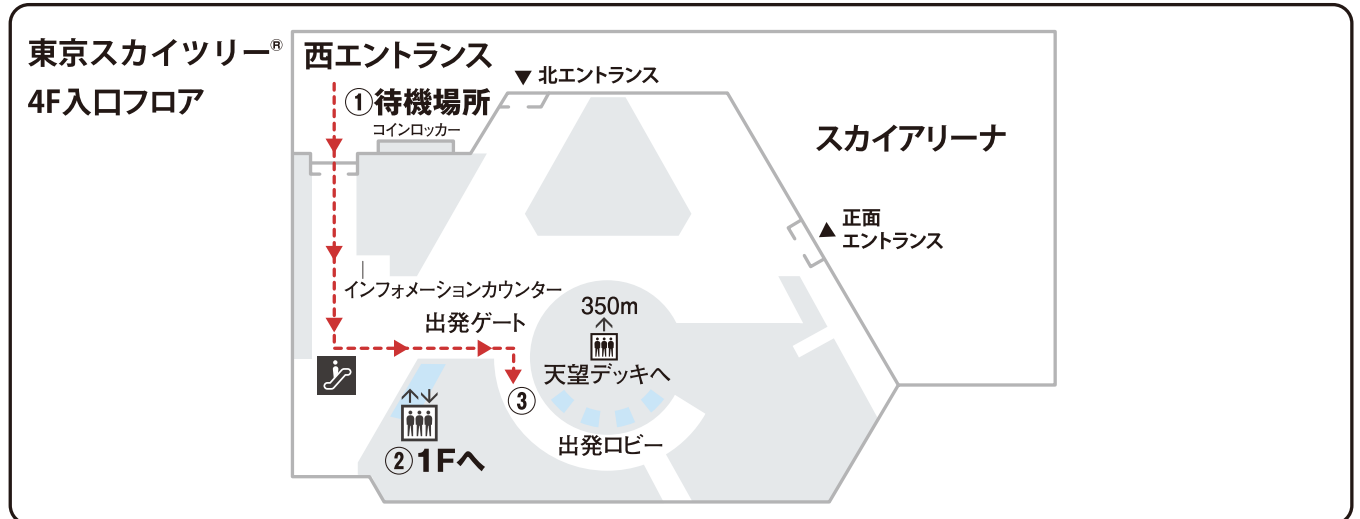 東京スカイツリー®
4F入口フロア
西エントランス
①待機場所
コインロッカー
▼北エントランス
スカイアリーナ
▲正面
エントランス
インフォメーションカウンター
出発ゲート
350m
↑
天望デッキへ
③
↑↓
出発ロビー
②1Fへ